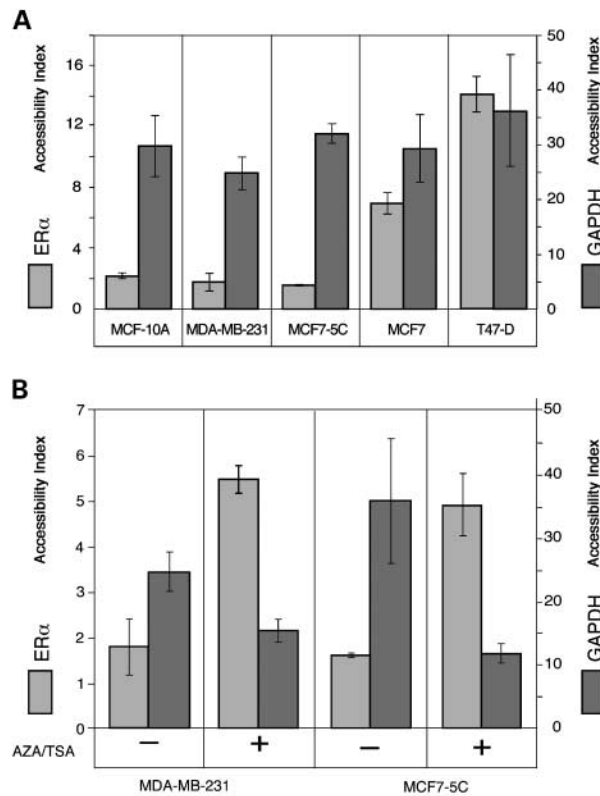 A
Accessibility Index
ERα
16
12
8
4
0
50
40
30
20
10
0
Accessibility Index
GAPDH
MCF-10A MDA-MB-231 MCF7-5C MCF7 T47-D
B
Accessibility Index
ERα
7
6
5
4
3
2
1
0
50
40
30
20
10
0
Accessibility Index
GAPDH
AZA/TSA − + − +
MDA-MB-231 MCF7-5C